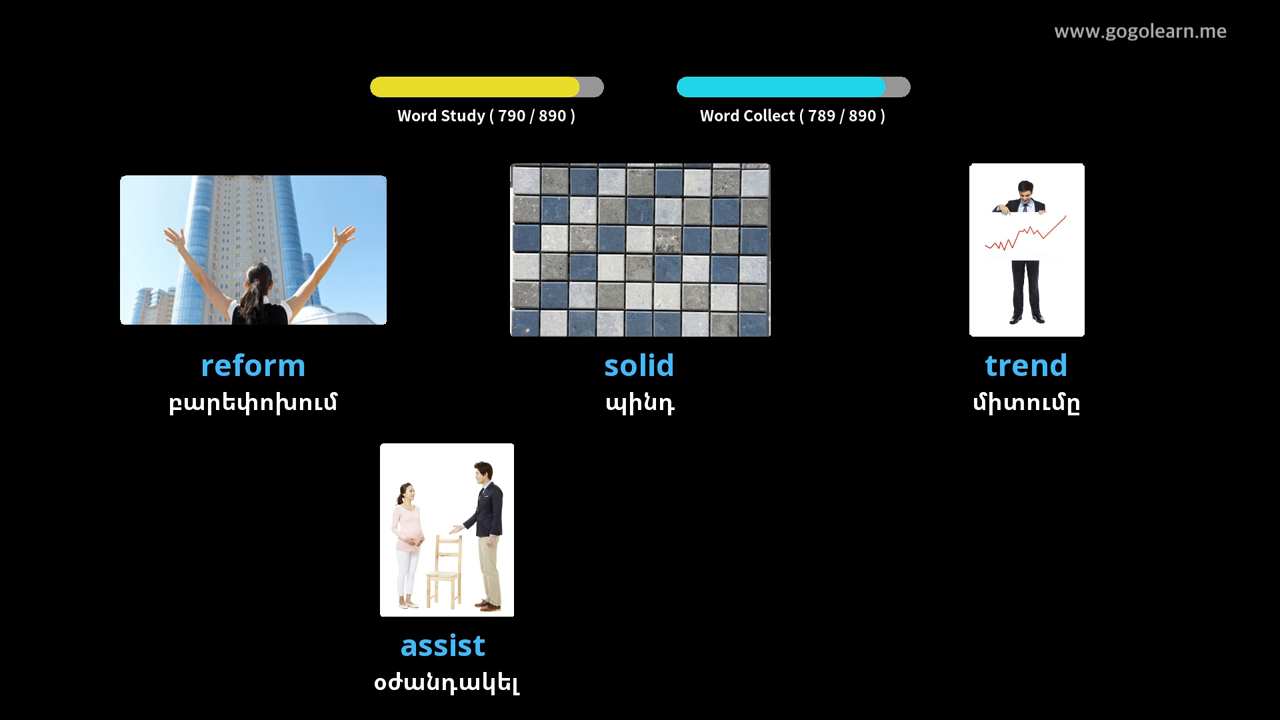 www.gogolearn.me
Word Study ( 790 / 890 )
Word Collect ( 789 / 890 )
reform
բարեփոխում
solid
պինդ
trend
միտումը
assist
օժանդակել